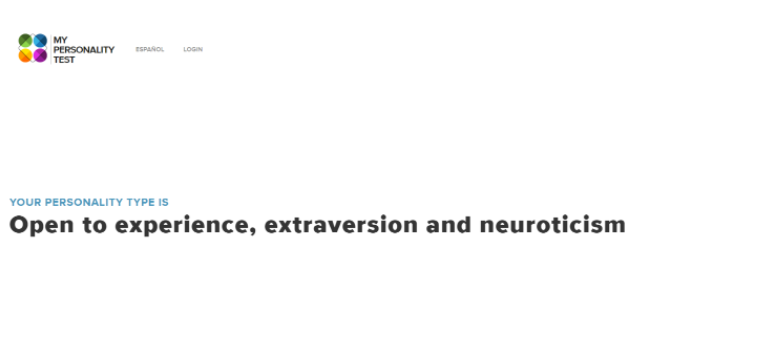 MY
PERSONALITY
TEST
ESPAÑOL
LOGIN
YOUR PERSONALITY TYPE IS
Open to experience, extraversion and neuroticism